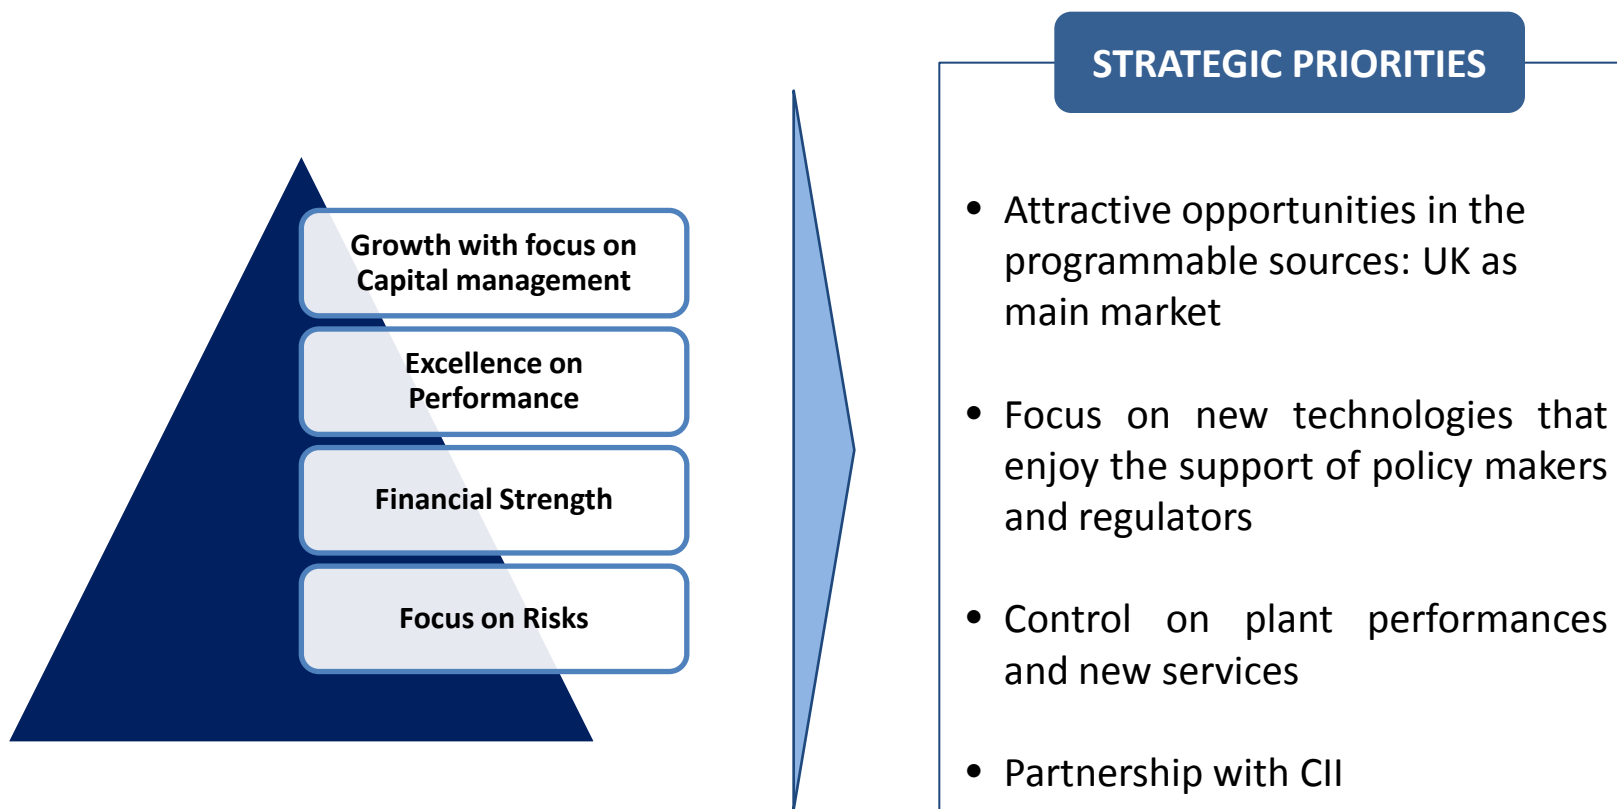 STRATEGIC PRIORITIES
Growth with focus on
Capital management
Excellence on
Performance
Financial Strength
Focus on Risks
• Attractive opportunities in the
programmable sources: UK as
main market
• Focus on new technologies that
enjoy the support of policy makers
and regulators
• Control on plant performances
and new services
• Partnership with CII